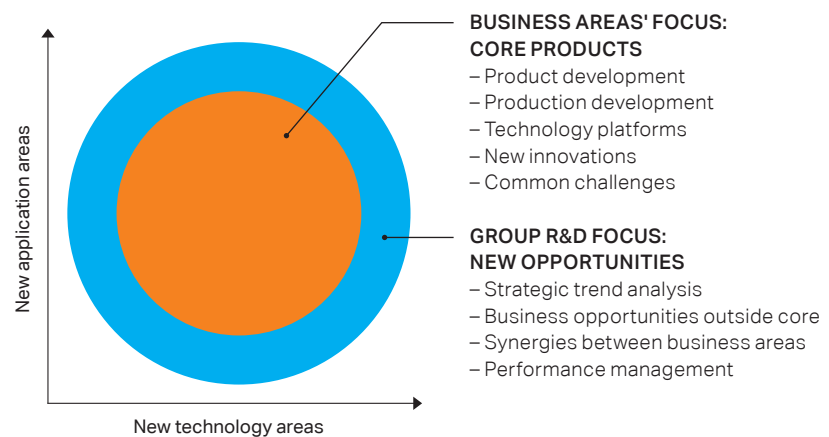 BUSINESS AREAS' FOCUS:
CORE PRODUCTS
– Product development
– Production development
– Technology platforms
– New innovations
– Common challenges
GROUP R&D FOCUS:
NEW OPPORTUNITIES
– Strategic trend analysis
– Business opportunities outside core
– Synergies between business areas
– Performance management
New application areas
New technology areas